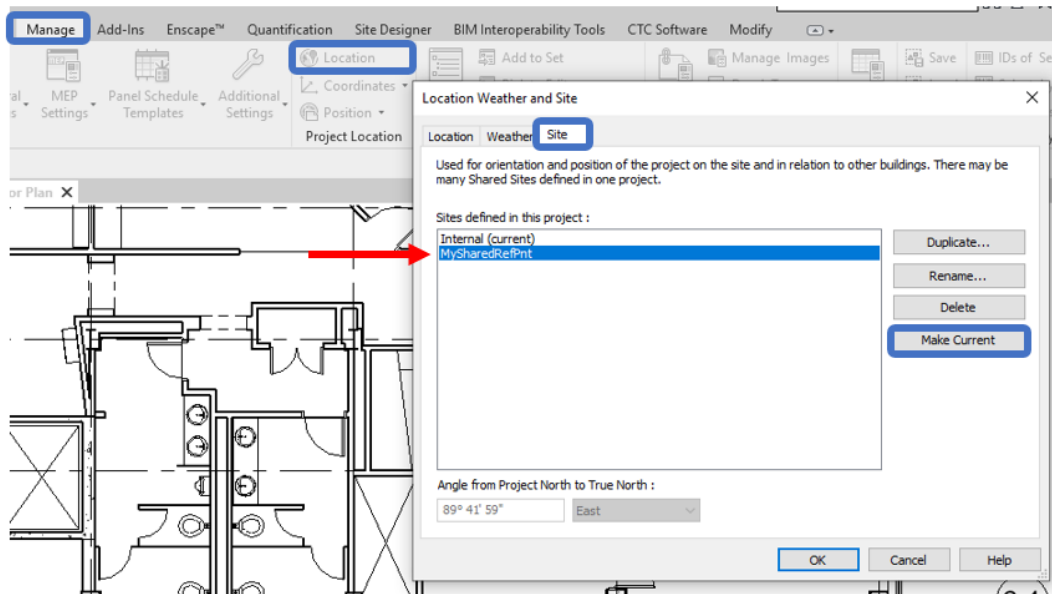 Manage Add-Ins Enscape™ Quantification Site Designer BIM Interoperability Tools CTC Software Modify
Location Add to Set Manage Images Save IDs of Se
MEP Settings
Panel Schedule Templates
Additional Settings
Coordinates
Position
Project Location
or Plan X
Location Weather and Site
Location Weather Site
Used for orientation and position of the project on the site and in relation to other buildings. There may be
many Shared Sites defined in one project.
Sites defined in this project :
Internal (current)
MySharedRefPnt
Duplicate...
Rename...
Delete
Make Current
Angle from Project North to True North :
89° 41' 59" East
OK Cancel Help